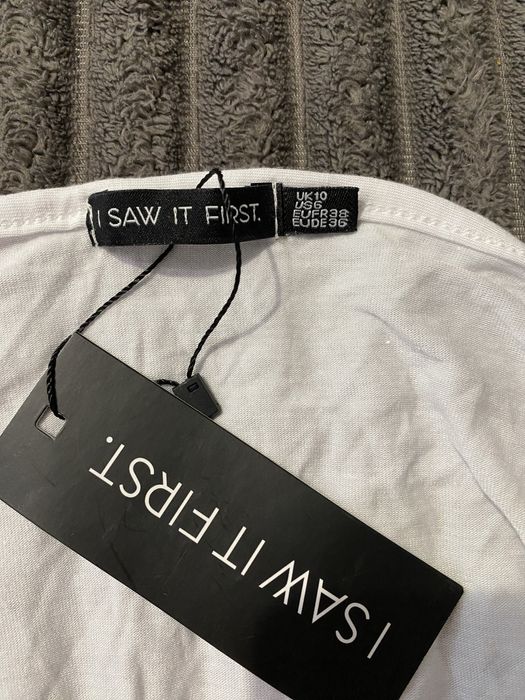 I SAW IT FIRST.
UK10
US6
EUFR38
EUDE36
I SAW IT FIRST.